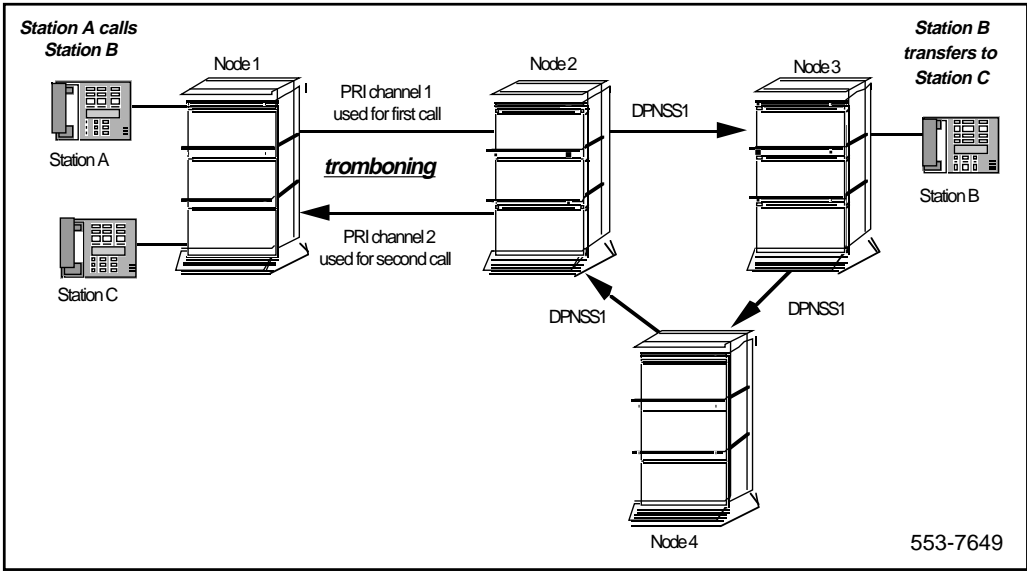 Station A calls
Station B
Station B
transfers to
Station C
Node 1
Node 2
Node 3
PRI channel 1
used for first call
DPNSS1
Station A
tromboning
Station B
PRI channel 2
used for second call
Station C
DPNSS1
DPNSS1
Node 4
553-7649